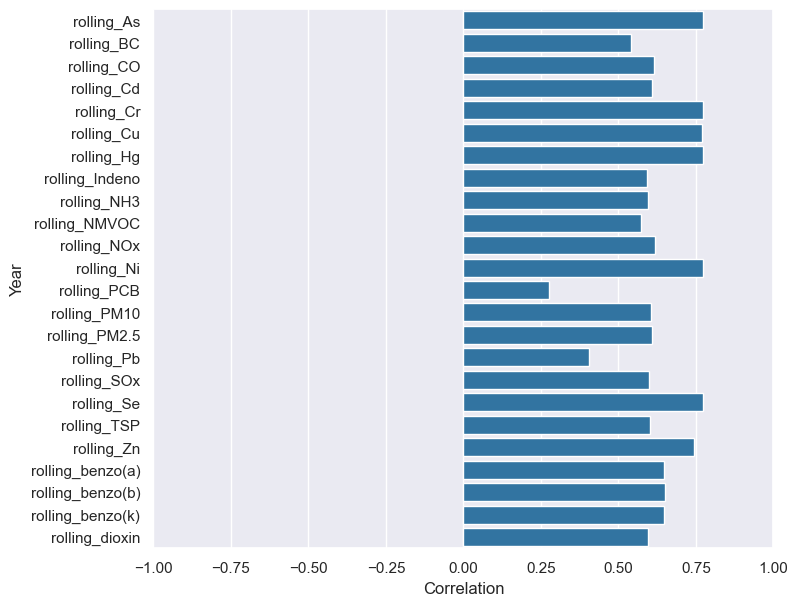 rolling_As
rolling_BC
rolling_CO
rolling_Cd
rolling_Cr
rolling_Cu
rolling_Hg
rolling_Indeno
rolling_NH3
rolling_NMVOC
rolling_NOx
rolling_Ni
rolling_PCB
rolling_PM10
rolling_PM2.5
rolling_Pb
rolling_SOx
rolling_Se
rolling_TSP
rolling_Zn
rolling_benzo(a)
rolling_benzo(b)
rolling_benzo(k)
rolling_dioxin
Year
−1.00 −0.75 −0.50 −0.25 0.00 0.25 0.50 0.75 1.00
Correlation